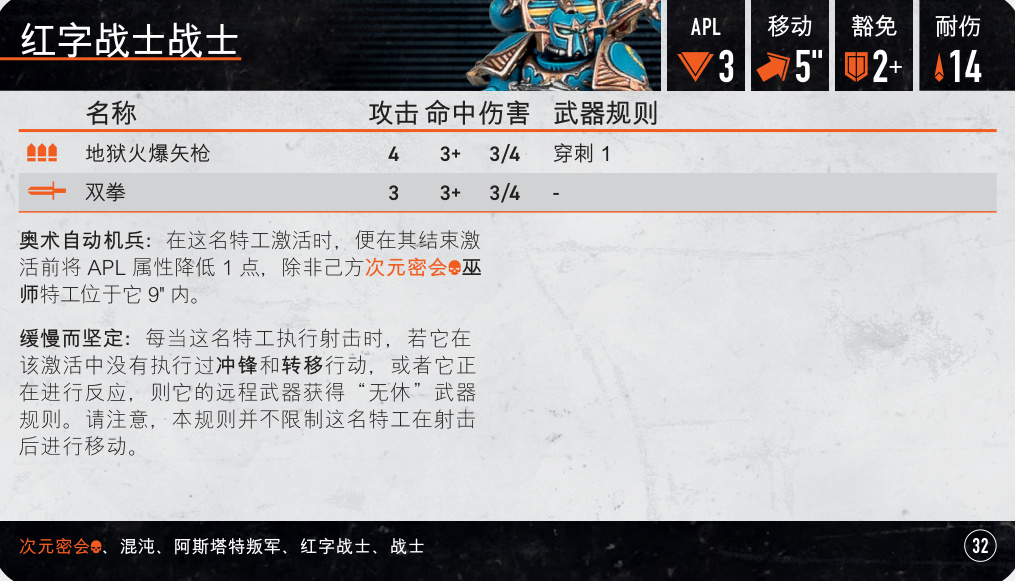 红字战士战士
APL 移动 豁免 耐伤
3 5" 2+ 14
名称 攻击 命中 伤害 武器规则
地狱火爆矢枪 4 3+ 3/4 穿刺 1
双拳 3 3+ 3/4 -
奥术自动机兵：在这名特工激活时，便在其结束激
活前将 APL 属性降低 1 点，除非己方次元密会巫
师特工位于它 9" 内。
缓慢而坚定：每当这名特工执行射击时，若它在
该激活中没有执行过冲锋和转移行动，或者它正
在进行反应，则它的远程武器获得“无休”武器
规则。请注意，本规则并不限制这名特工在射击
后进行移动。
次元密会、混沌、阿斯塔特叛军、红字战士、战士
32